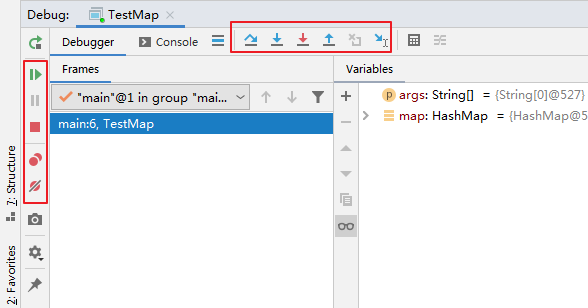 Debug: TestMap
Debugger Console
Frames Variables
"main"@1 in group "mai...
main:6, TestMap
args: String[] = {String[0]@527}
map: HashMap = {HashMap@5
7: Structure
2: Favorites